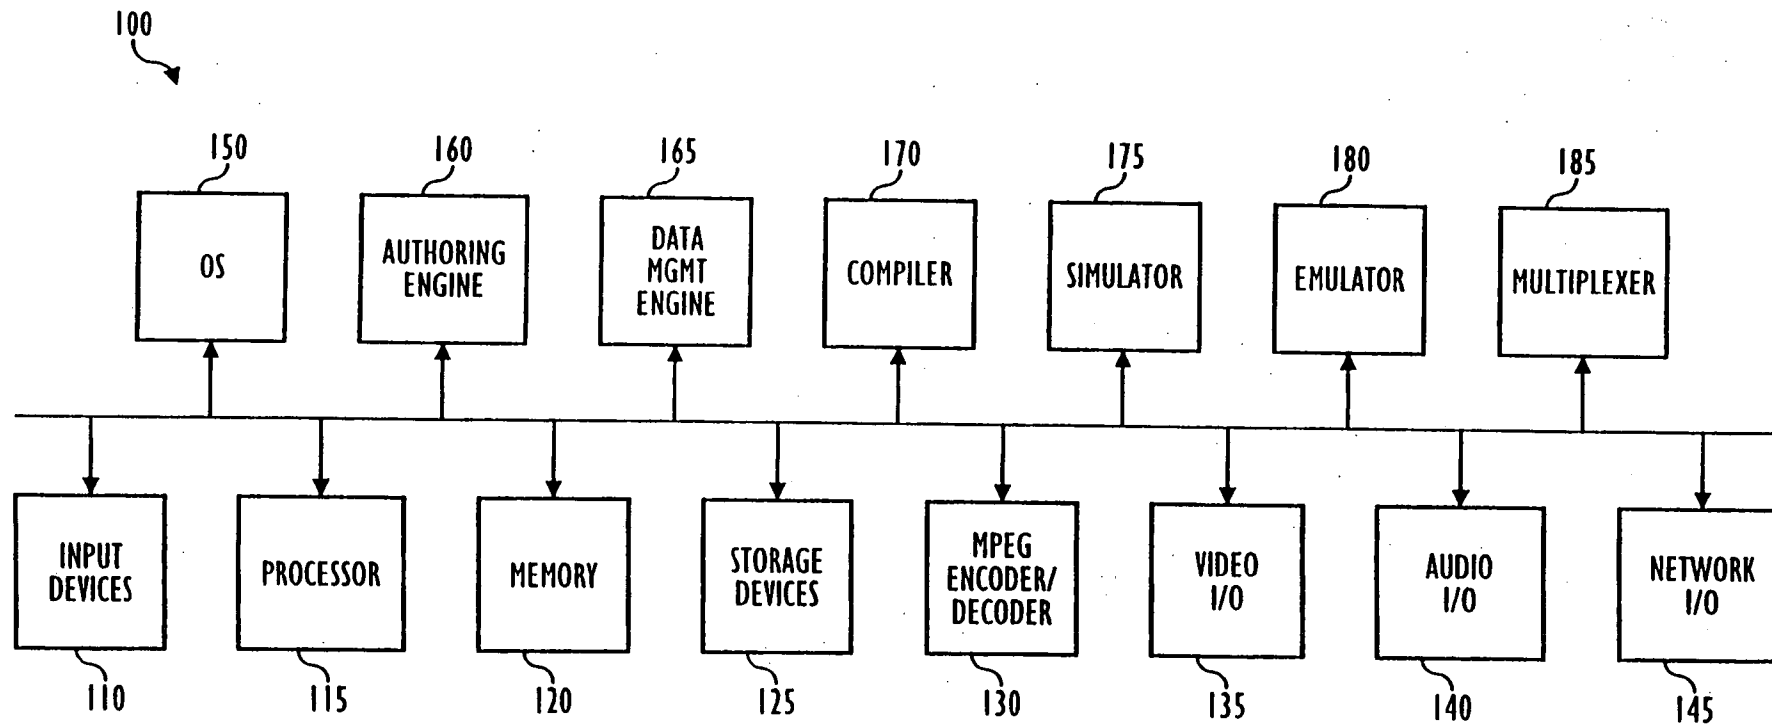 100
150
160
165
170
175
180
185
OS
AUTHORING
ENGINE
DATA
MGMT
ENGINE
COMPILER
SIMULATOR
EMULATOR
MULTIPLEXER
INPUT
DEVICES
PROCESSOR
MEMORY
STORAGE
DEVICES
MPEG
ENCODER/
DECODER
VIDEO
I/O
AUDIO
I/O
NETWORK
I/O
110
115
120
125
130
135
140
145